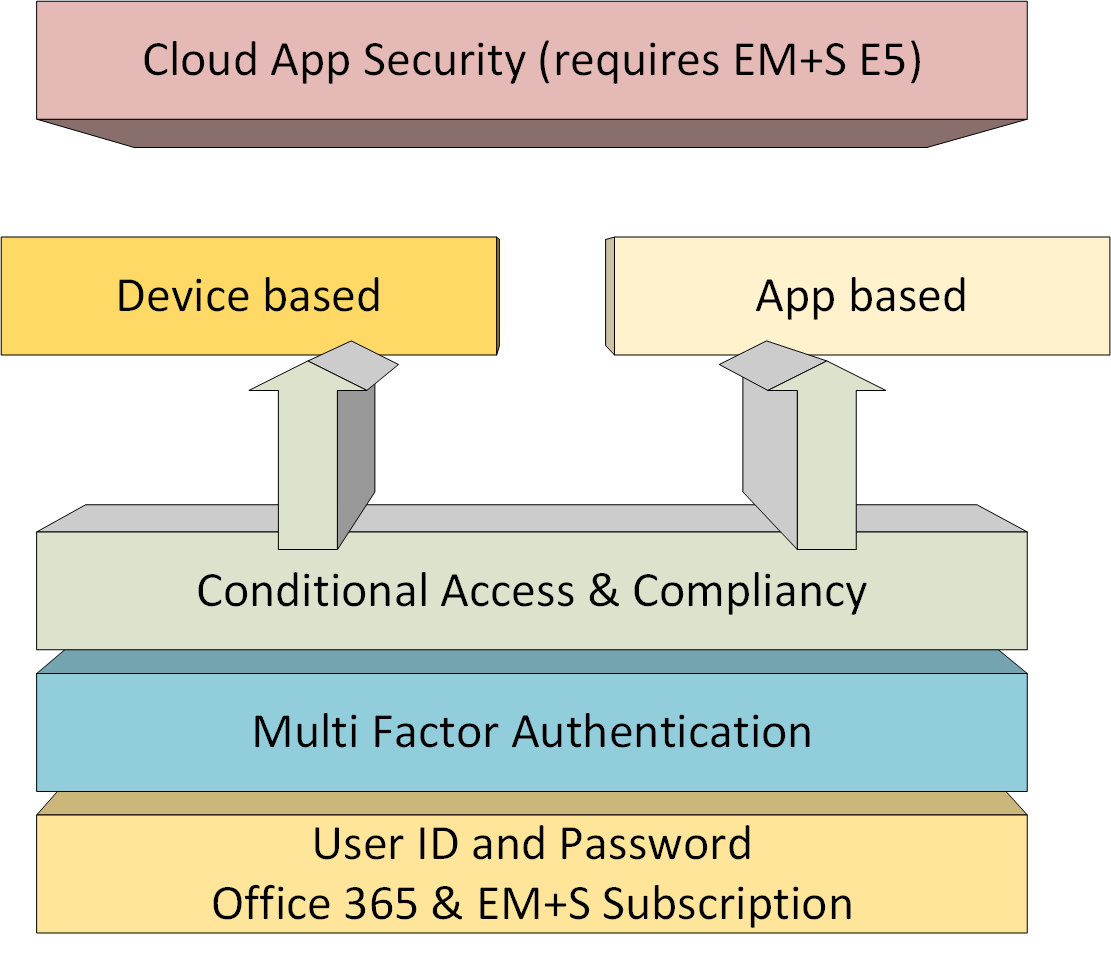 Cloud App Security (requires EM+S E5)
Device based
App based
Conditional Access & Compliancy
Multi Factor Authentication
User ID and Password
Office 365 & EM+S Subscription